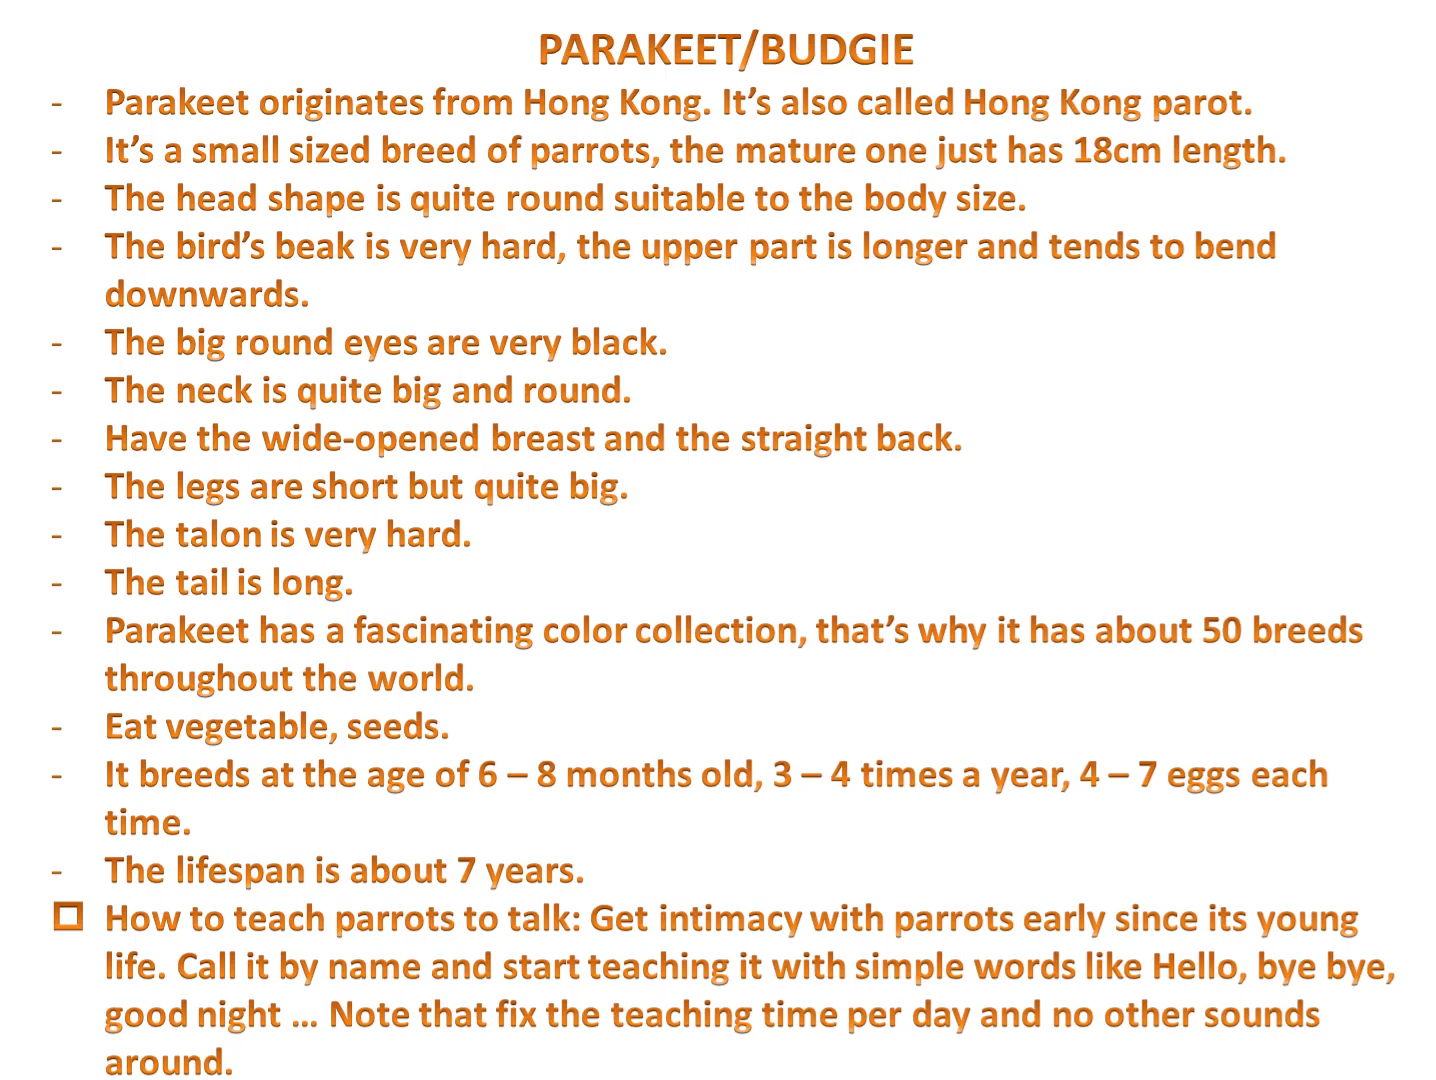 PARAKEET/BUDGIE
- Parakeet originates from Hong Kong. It’s also called Hong Kong parot.
- It’s a small sized breed of parrots, the mature one just has 18cm length.
- The head shape is quite round suitable to the body size.
- The bird’s beak is very hard, the upper part is longer and tends to bend
downwards.
- The big round eyes are very black.
- The neck is quite big and round.
- Have the wide-opened breast and the straight back.
- The legs are short but quite big.
- The talon is very hard.
- The tail is long.
- Parakeet has a fascinating color collection, that’s why it has about 50 breeds
throughout the world.
- Eat vegetable, seeds.
- It breeds at the age of 6 – 8 months old, 3 – 4 times a year, 4 – 7 eggs each
time.
- The lifespan is about 7 years.
❑ How to teach parrots to talk: Get intimacy with parrots early since its young
life. Call it by name and start teaching it with simple words like Hello, bye bye,
good night … Note that fix the teaching time per day and no other sounds
around.